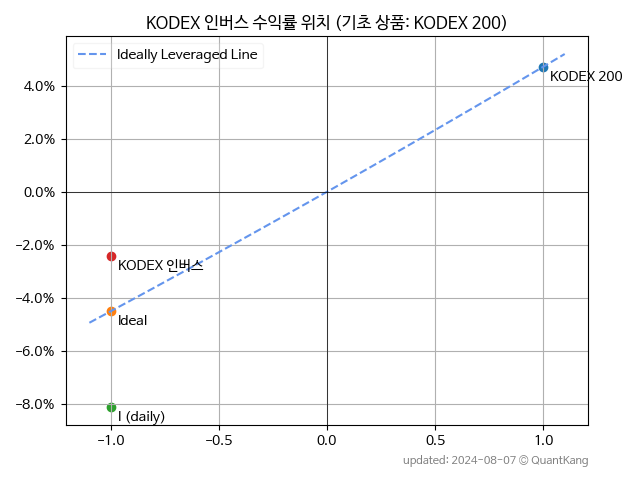 KODEX 인버스 수익률 위치 (기초 상품: KODEX 200)
Ideally Leveraged Line
KODEX 200
4.0%
2.0%
0.0%
−2.0%
KODEX 인버스
−4.0%
Ideal
−6.0%
−8.0%
I (daily)
−1.0 −0.5 0.0 0.5 1.0
updated: 2024-08-07 © QuantKang